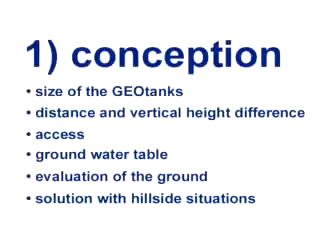 1) conception
• size of the GEOtanks
• distance and vertical height difference
• access
• ground water table
• evaluation of the ground
• solution with hillside situations